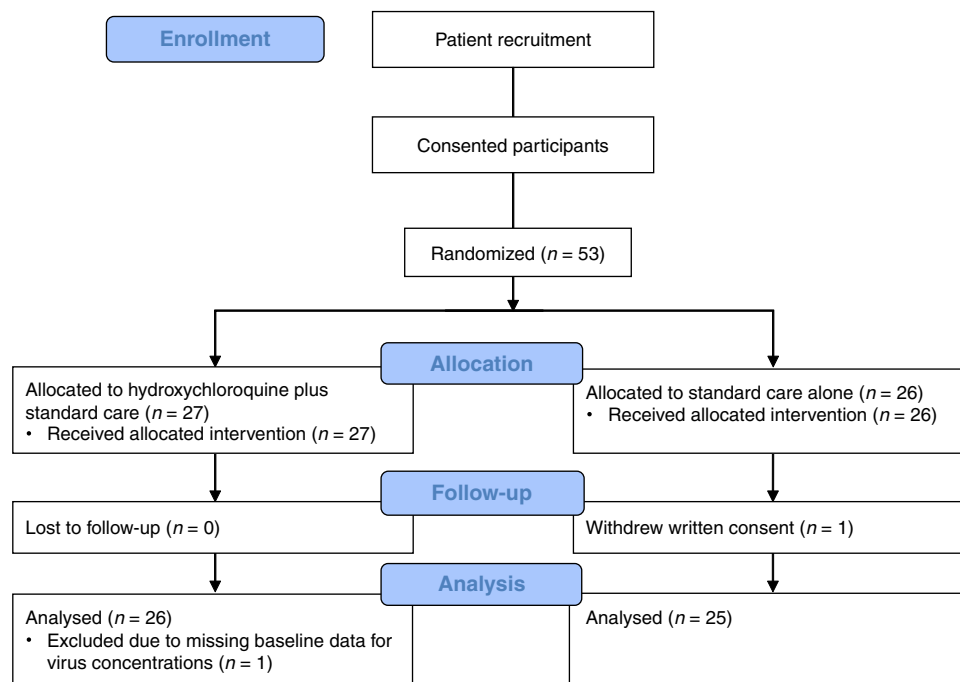 Enrollment
Patient recruitment
Consented participants
Randomized (n = 53)
Allocation
Allocated to hydroxychloroquine plus
standard care (n = 27)
• Received allocated intervention (n = 27)
Allocated to standard care alone (n = 26)
• Received allocated intervention (n = 26)
Follow-up
Lost to follow-up (n = 0)
Withdrew written consent (n = 1)
Analysis
Analysed (n = 26)
• Excluded due to missing baseline data for
virus concentrations (n = 1)
Analysed (n = 25)